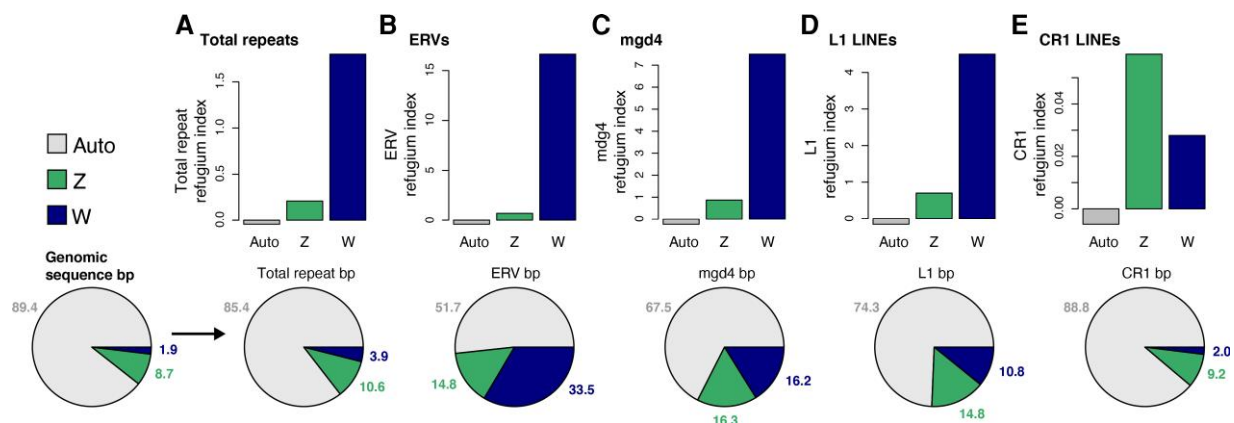 A Total repeats
Total repeat
refugium index
0.0 0.5 1.0 1.5
Auto Z W
B ERVs
ERV
refugium index
0 5 10 15
Auto Z W
C mgd4
mdg4
refugium index
0 1 2 3 4 5 6 7
Auto Z W
D L1 LINEs
L1
refugium index
0 1 2 3 4
Auto Z W
E CR1 LINEs
CR1
refugium index
0.00 0.02 0.04
Auto Z W
Auto
Z
W
Genomic
sequence bp
89.4
1.9
8.7
Total repeat bp
85.4
3.9
10.6
ERV bp
51.7
14.8
33.5
mgd4 bp
67.5
16.2
16.3
L1 bp
74.3
10.8
14.8
CR1 bp
88.8
2.0
9.2